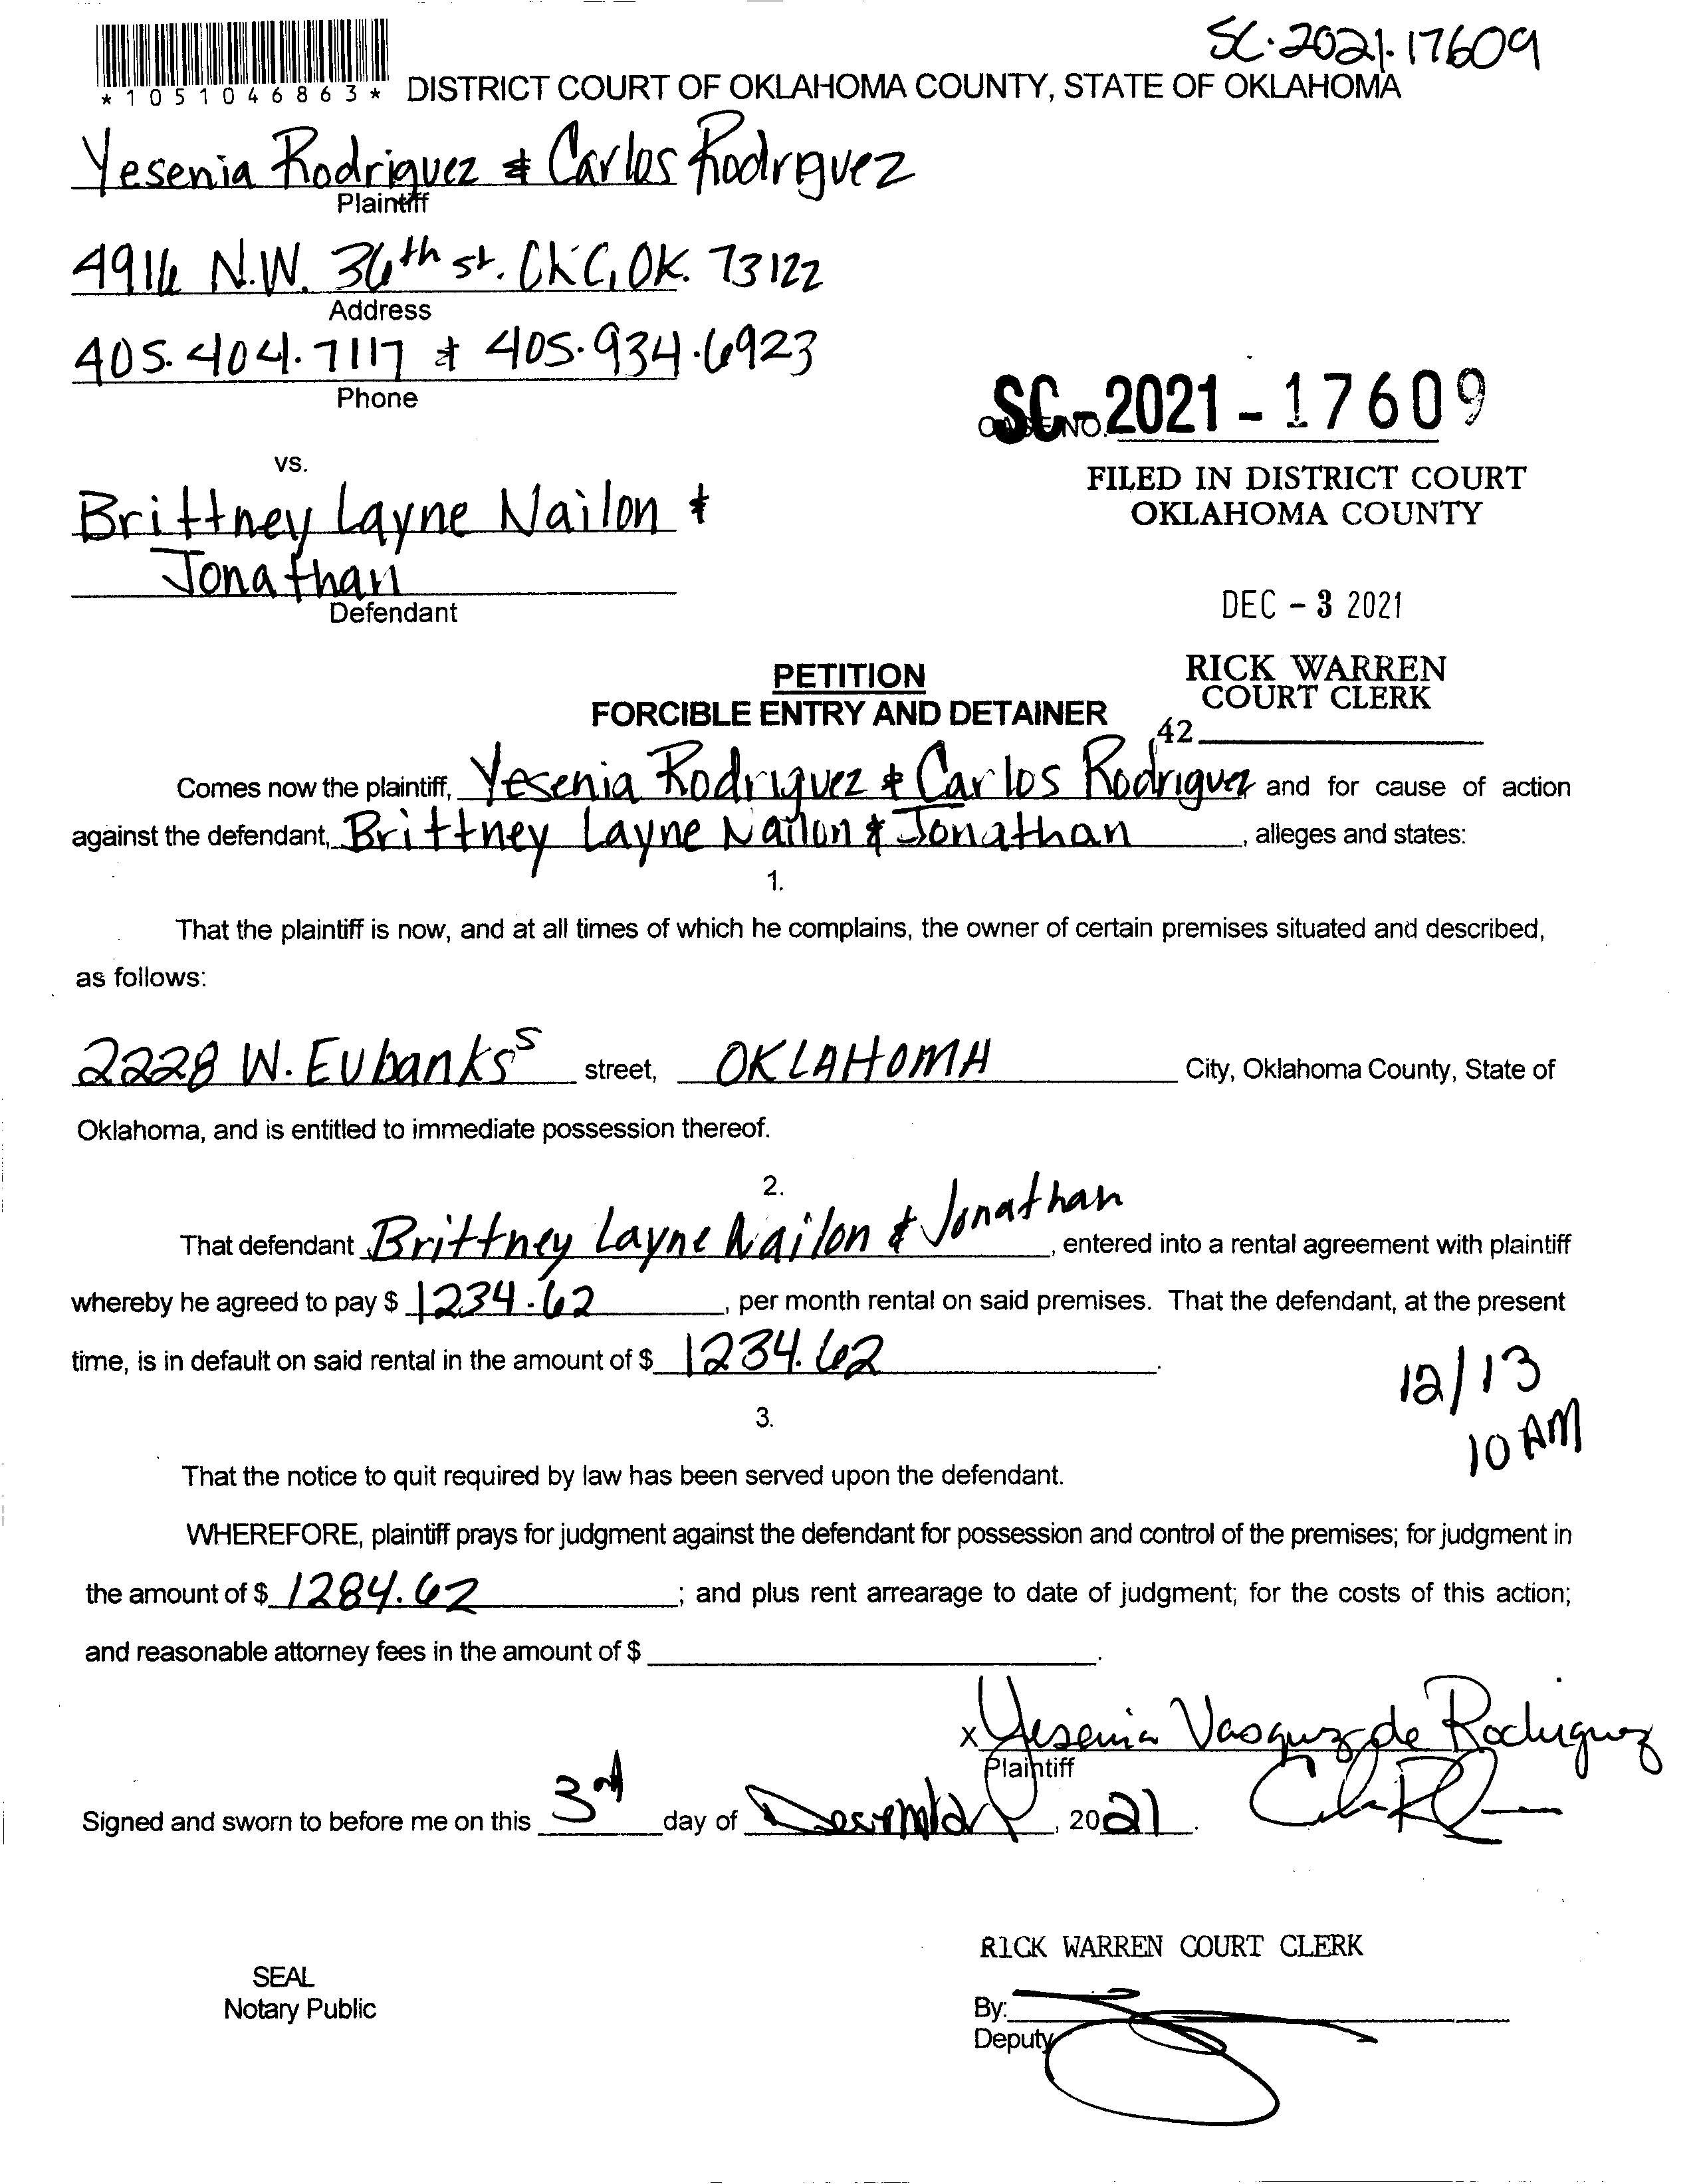 SC.2021.17609
*1051046863* DISTRICT COURT OF OKLAHOMA COUNTY, STATE OF OKLAHOMA
Yesenia Rodriguez & Carlos Rodrguez
Plaintiff
4916 N.W. 36th st. OKC, OK. 73122
Address
405.404.7117 & 405.934.6923
Phone
CASE NO. SC-2021-17609
vs.
FILED IN DISTRICT COURT
OKLAHOMA COUNTY
Brittney Layne Nailon &
Jonathan
Defendant
DEC - 3 2021
PETITION
RICK WARREN
COURT CLERK
FORCIBLE ENTRY AND DETAINER
42
Comes now the plaintiff, Yesenia Rodriguez & Carlos Rodriguez and for cause of action
against the defendant, Brittney Layne Nailon & Jonathan, alleges and states:
1.
That the plaintiff is now, and at all times of which he complains, the owner of certain premises situated and described,
as follows:
2228 W. Eubanks S street, OKLAHOMA City, Oklahoma County, State of
Oklahoma, and is entitled to immediate possession thereof.
2.
That defendant Brittney Layne Nailon & Jonathan, entered into a rental agreement with plaintiff
whereby he agreed to pay $ 1234.62, per month rental on said premises. That the defendant, at the present
time, is in default on said rental in the amount of $ 1234.62.
12/13
10 AM
3.
That the notice to quit required by law has been served upon the defendant.
WHEREFORE, plaintiff prays for judgment against the defendant for possession and control of the premises; for judgment in
the amount of $ 1284.62; and plus rent arrearage to date of judgment; for the costs of this action;
and reasonable attorney fees in the amount of $ .
x Yesenia Vasquez de Rodriguez
Plaintiff
Signed and sworn to before me on this 3rd day of December, 2021.
RICK WARREN COURT CLERK
SEAL
Notary Public
By:
Deputy